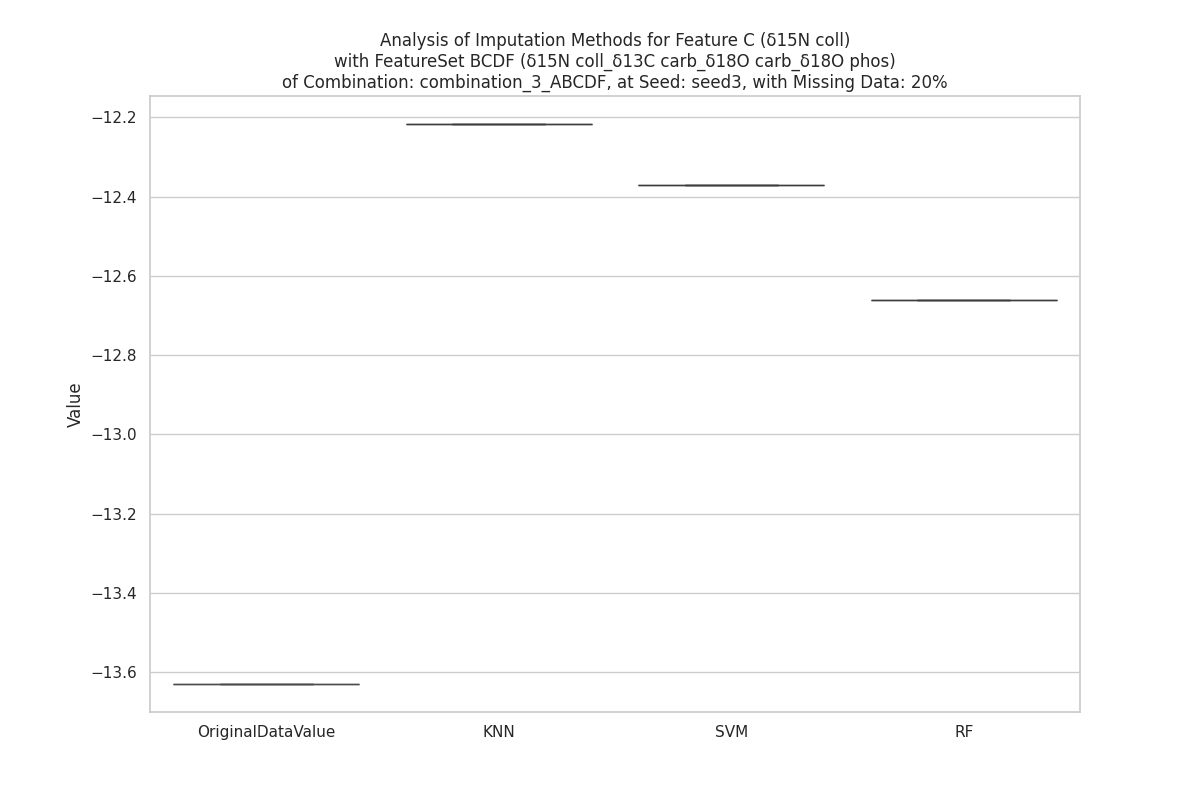 Analysis of Imputation Methods for Feature C (δ15N coll)
with FeatureSet BCDF (δ15N coll_δ13C carb_δ18O carb_δ18O phos)
of Combination: combination_3_ABCDF, at Seed: seed3, with Missing Data: 20%
−12.2
−12.4
−12.6
−12.8
−13.0
−13.2
−13.4
−13.6
Value
OriginalDataValue
KNN
SVM
RF